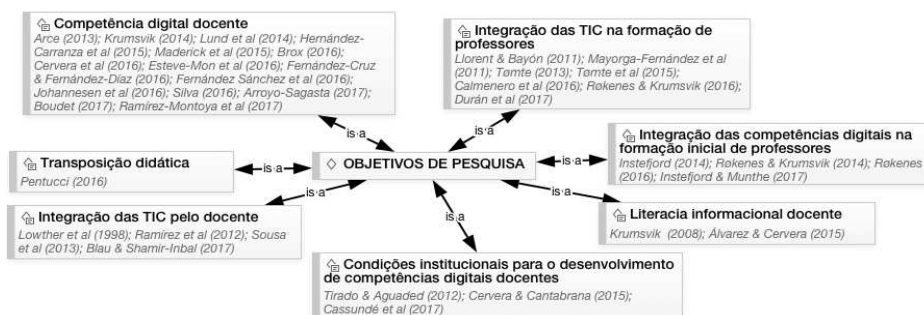 Competência digital docente
Arce (2013); Krumsvik (2014); Lund et al (2014); Hernández-
Carranza et al (2015); Maderick et al (2015); Brox (2016);
Cervera et al (2016); Esteve-Mon et al (2016); Fernández-Cruz
& Fernández-Díaz (2016); Fernández Sánchez et al (2016);
Johannesen et al (2016); Silva (2016); Arroyo-Sagasta (2017);
Boudet (2017); Ramírez-Montoya et al (2017)
Integração das TIC na formação de
professores
Llorent & Bayón (2011); Mayorga-Fernández et al
(2011); Tømte (2013); Tømte et al (2015);
Calmenero et al (2016); Røkenes & Krumsvik (2016);
Durán et al (2017)
is a
is a
Transposição didática
Pentucci (2016)
is a
OBJETIVOS DE PESQUISA
is a
Integração das competências digitais na
formação inicial de professores
Instefjord (2014); Røkenes & Krumsvik (2014); Røkenes
(2016); Instefjord & Munthe (2017)
is a
is a
is a
Integração das TIC pelo docente
Lowther et al (1998); Ramírez et al (2012); Sousa
et al (2013); Blau & Shamir-Inbal (2017)
Literacia informacional docente
Krumsvik (2008); Álvarez & Cervera (2015)
Condições institucionais para o desenvolvimento
de competências digitais docentes
Tirado & Aguaded (2012); Cervera & Cantabrana (2015);
Cassundé et al (2017)